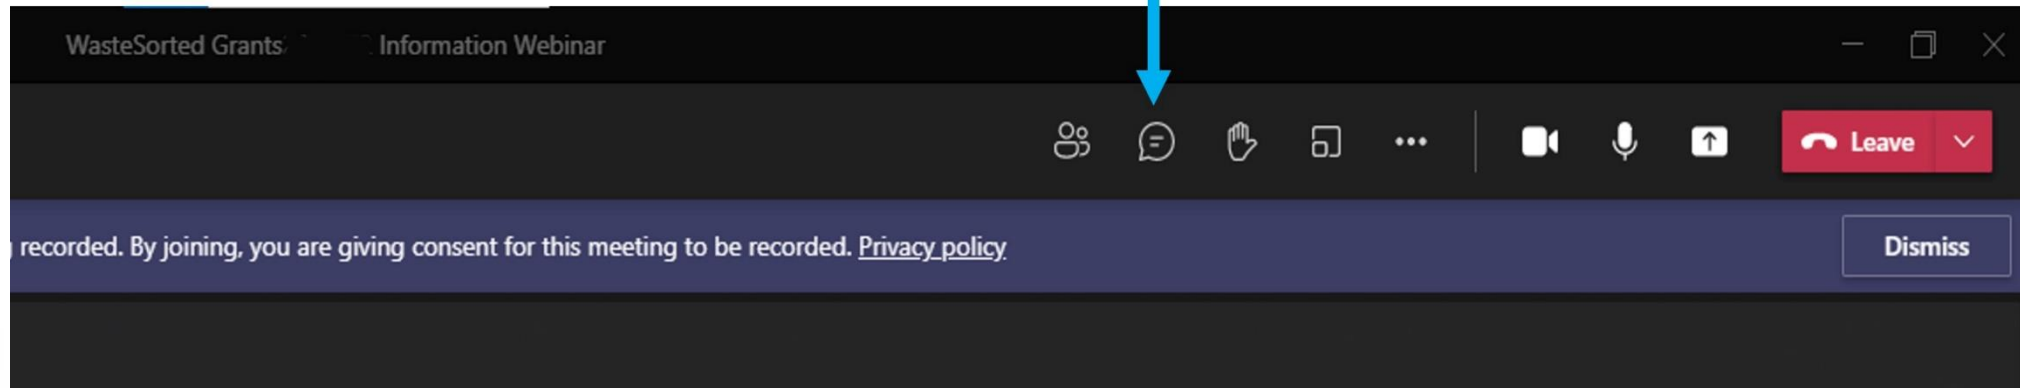 WasteSorted Grants Information Webinar
Leave
recorded. By joining, you are giving consent for this meeting to be recorded. Privacy policy
Dismiss